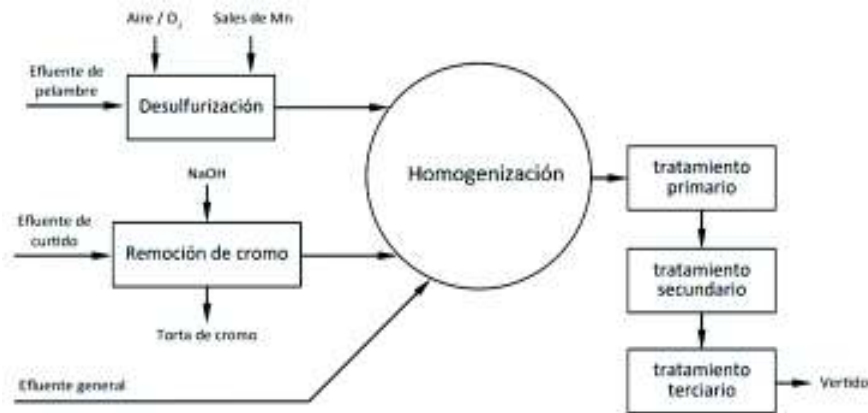 Aire / O2
Sales de Mn
Efluente de
pelambre
Desulfurización
Homogenización
NaOH
Efluente de
curtido
Remoción de cromo
Torta de cromo
Efluente general
tratamiento
primario
tratamiento
secundario
tratamiento
terciario
Vertido